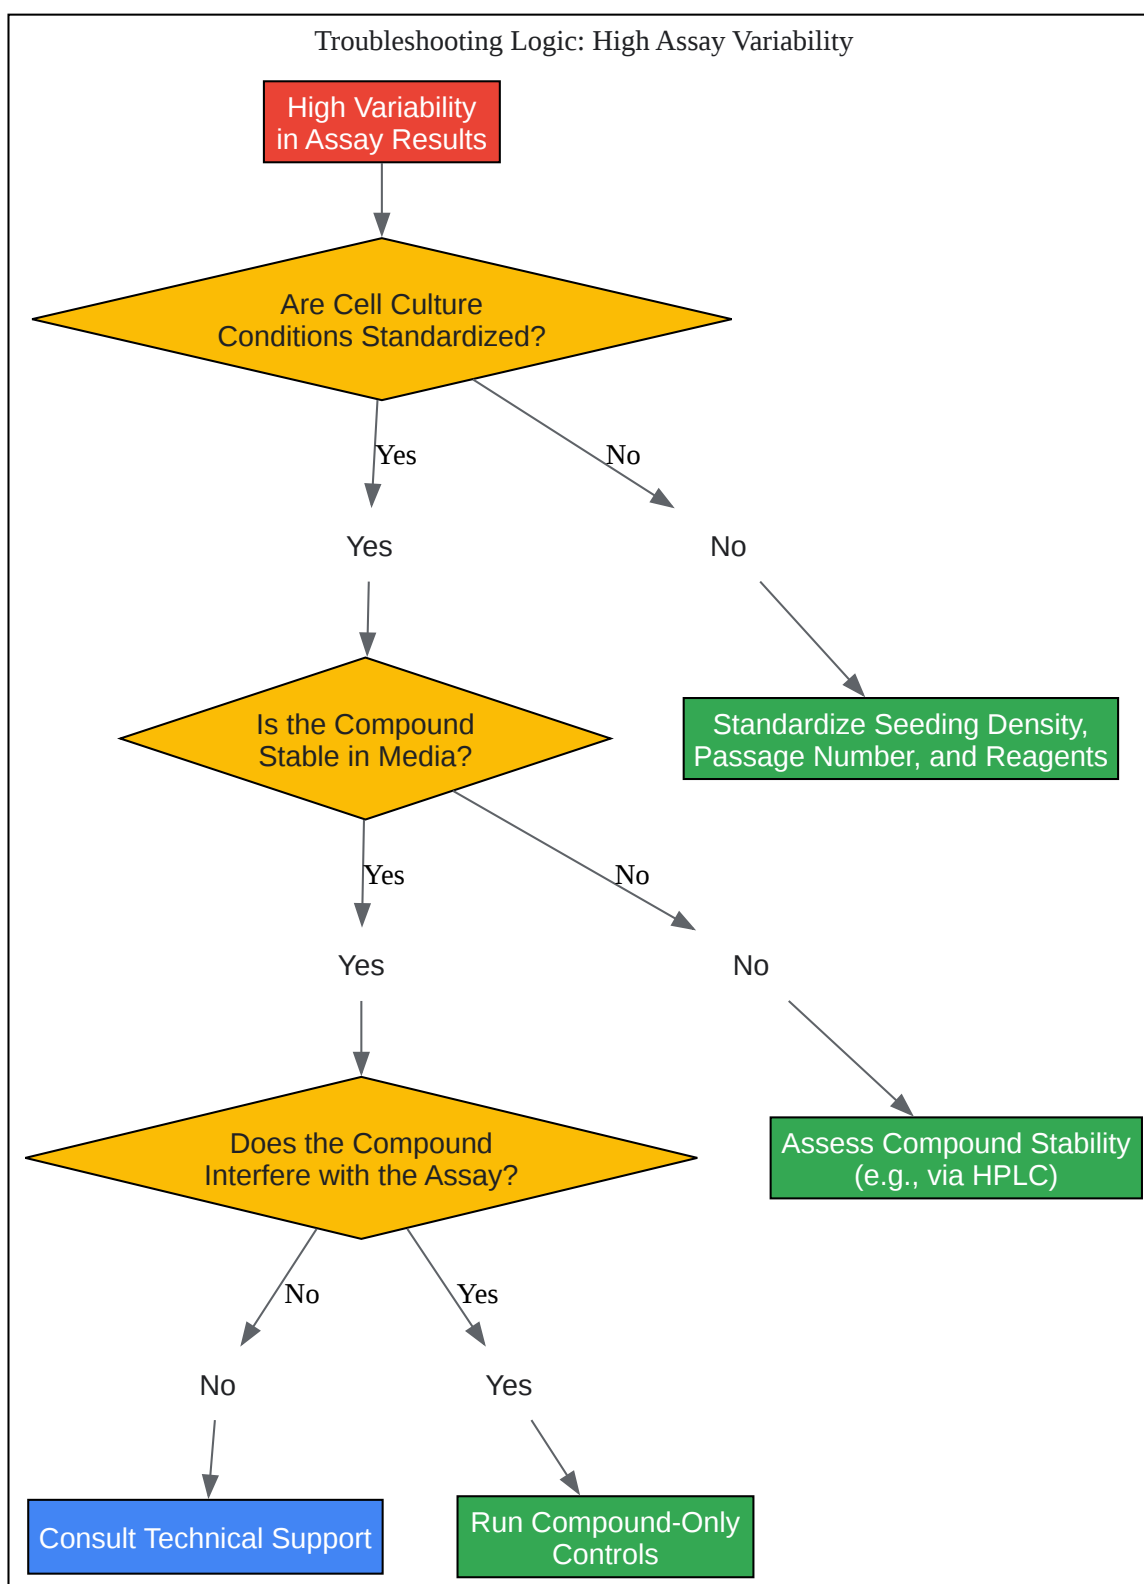 Troubleshooting Logic: High Assay Variability
High Variability
in Assay Results
Are Cell Culture
Conditions Standardized?
Yes
No
Yes
No
Is the Compound
Stable in Media?
Standardize Seeding Density,
Passage Number, and Reagents
Yes
No
Yes
No
Does the Compound
Interfere with the Assay?
Assess Compound Stability
(e.g., via HPLC)
No
Yes
No
Yes
Consult Technical Support
Run Compound-Only
Controls